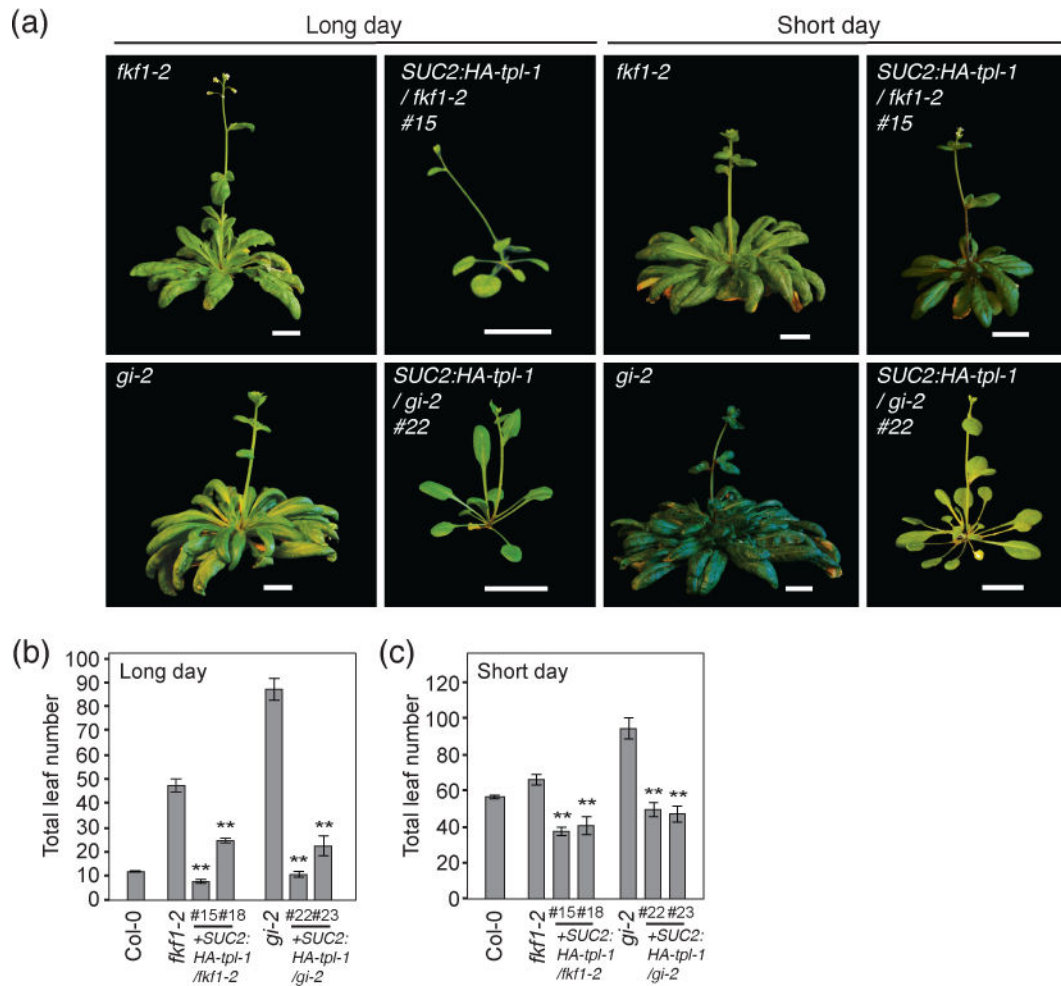 (a)
Long day
Short day
fkf1-2
SUC2:HA-tpl-1
/ fkf1-2
#15
fkf1-2
SUC2:HA-tpl-1
/ fkf1-2
#15
gi-2
SUC2:HA-tpl-1
/ gi-2
#22
gi-2
SUC2:HA-tpl-1
/ gi-2
#22
(b)
Long day
Total leaf number
100
90
80
70
60
50
40
30
20
10
0
**
**
**
**
Col-0
fkf1-2
#15#18
+SUC2:
HA-tpl-1
/fkf1-2
gi-2
#22#23
+SUC2:
HA-tpl-1
/gi-2
(c)
Short day
Total leaf number
120
100
80
60
40
20
0
**
**
**
**
Col-0
fkf1-2
#15#18
+SUC2:
HA-tpl-1
/fkf1-2
gi-2
#22 #23
+SUC2:
HA-tpl-1
/gi-2